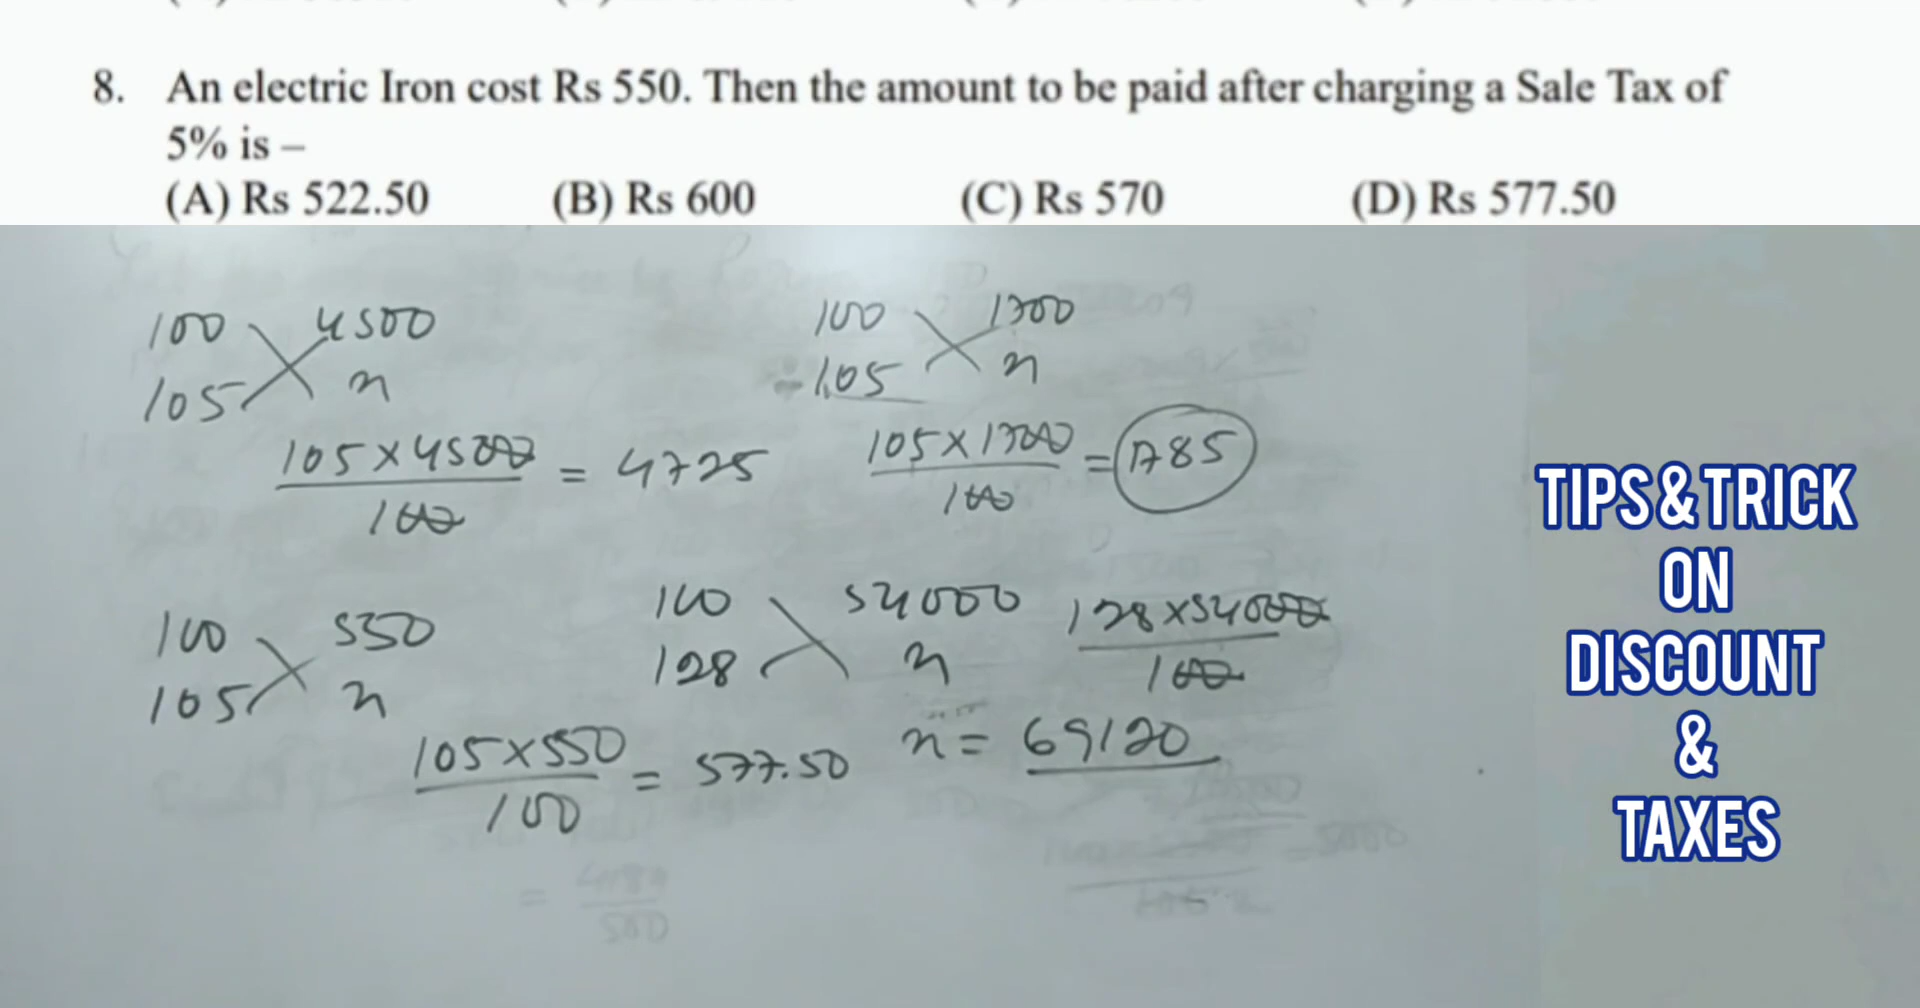 8. An electric Iron cost Rs 550. Then the amount to be paid after charging a Sale Tax of
5% is –
(A) Rs 522.50 (B) Rs 600 (C) Rs 570 (D) Rs 577.50
100 4500
105 n
105 × 4500 = 4725
100
100 1700
105 n
105 × 1700 = 1785
100
100 550
105 n
105 × 550 = 577.50
100
100 54000
128 n
128 × 54000
100
n = 69120
TIPS & TRICK
ON
DISCOUNT
&
TAXES